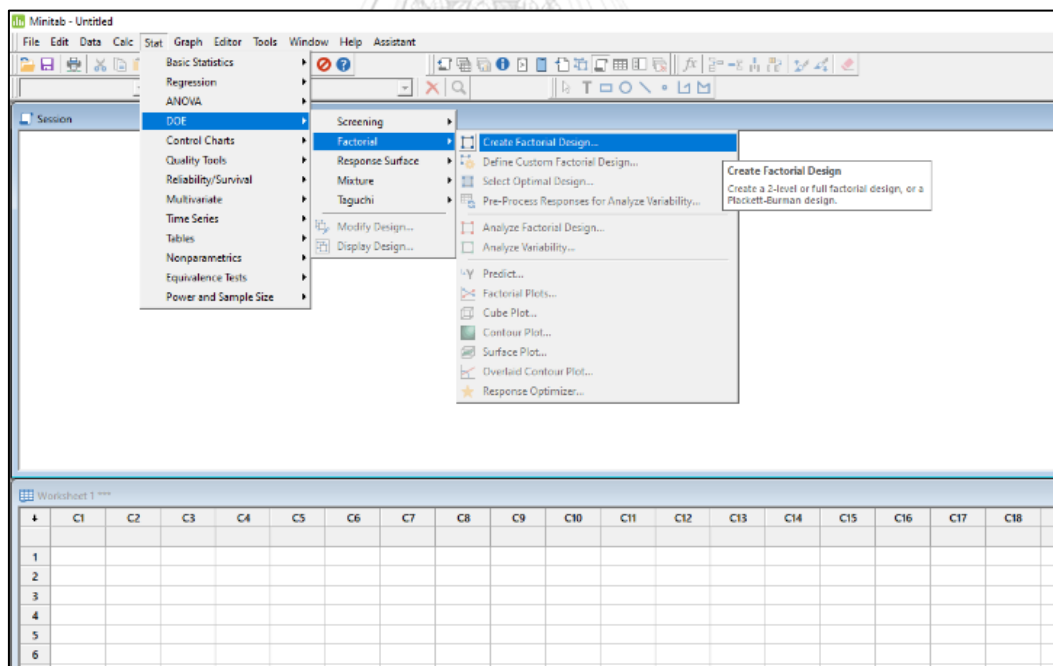 Minitab - Untitled
File Edit Data Calc Stat Graph Editor Tools Window Help Assistant
Basic Statistics
Regression
ANOVA
DOE
Control Charts
Quality Tools
Reliability/Survival
Multivariate
Time Series
Tables
Nonparametrics
Equivalence Tests
Power and Sample Size
Screening
Factorial
Response Surface
Mixture
Taguchi
Modify Design...
Display Design...
Create Factorial Design...
Define Custom Factorial Design...
Select Optimal Design...
Pre-Process Responses for Analyze Variability...
Analyze Factorial Design...
Analyze Variability...
Predict...
Factorial Plots...
Cube Plot...
Contour Plot...
Surface Plot...
Overlaid Contour Plot...
Response Optimizer...
Create Factorial Design
Create a 2-level or full factorial design, or a
Plackett-Burman design.
Session
Worksheet 1 ***
C1 C2 C3 C4 C5 C6 C7 C8 C9 C10 C11 C12 C13 C14 C15 C16 C17 C18
1
2
3
4
5
6